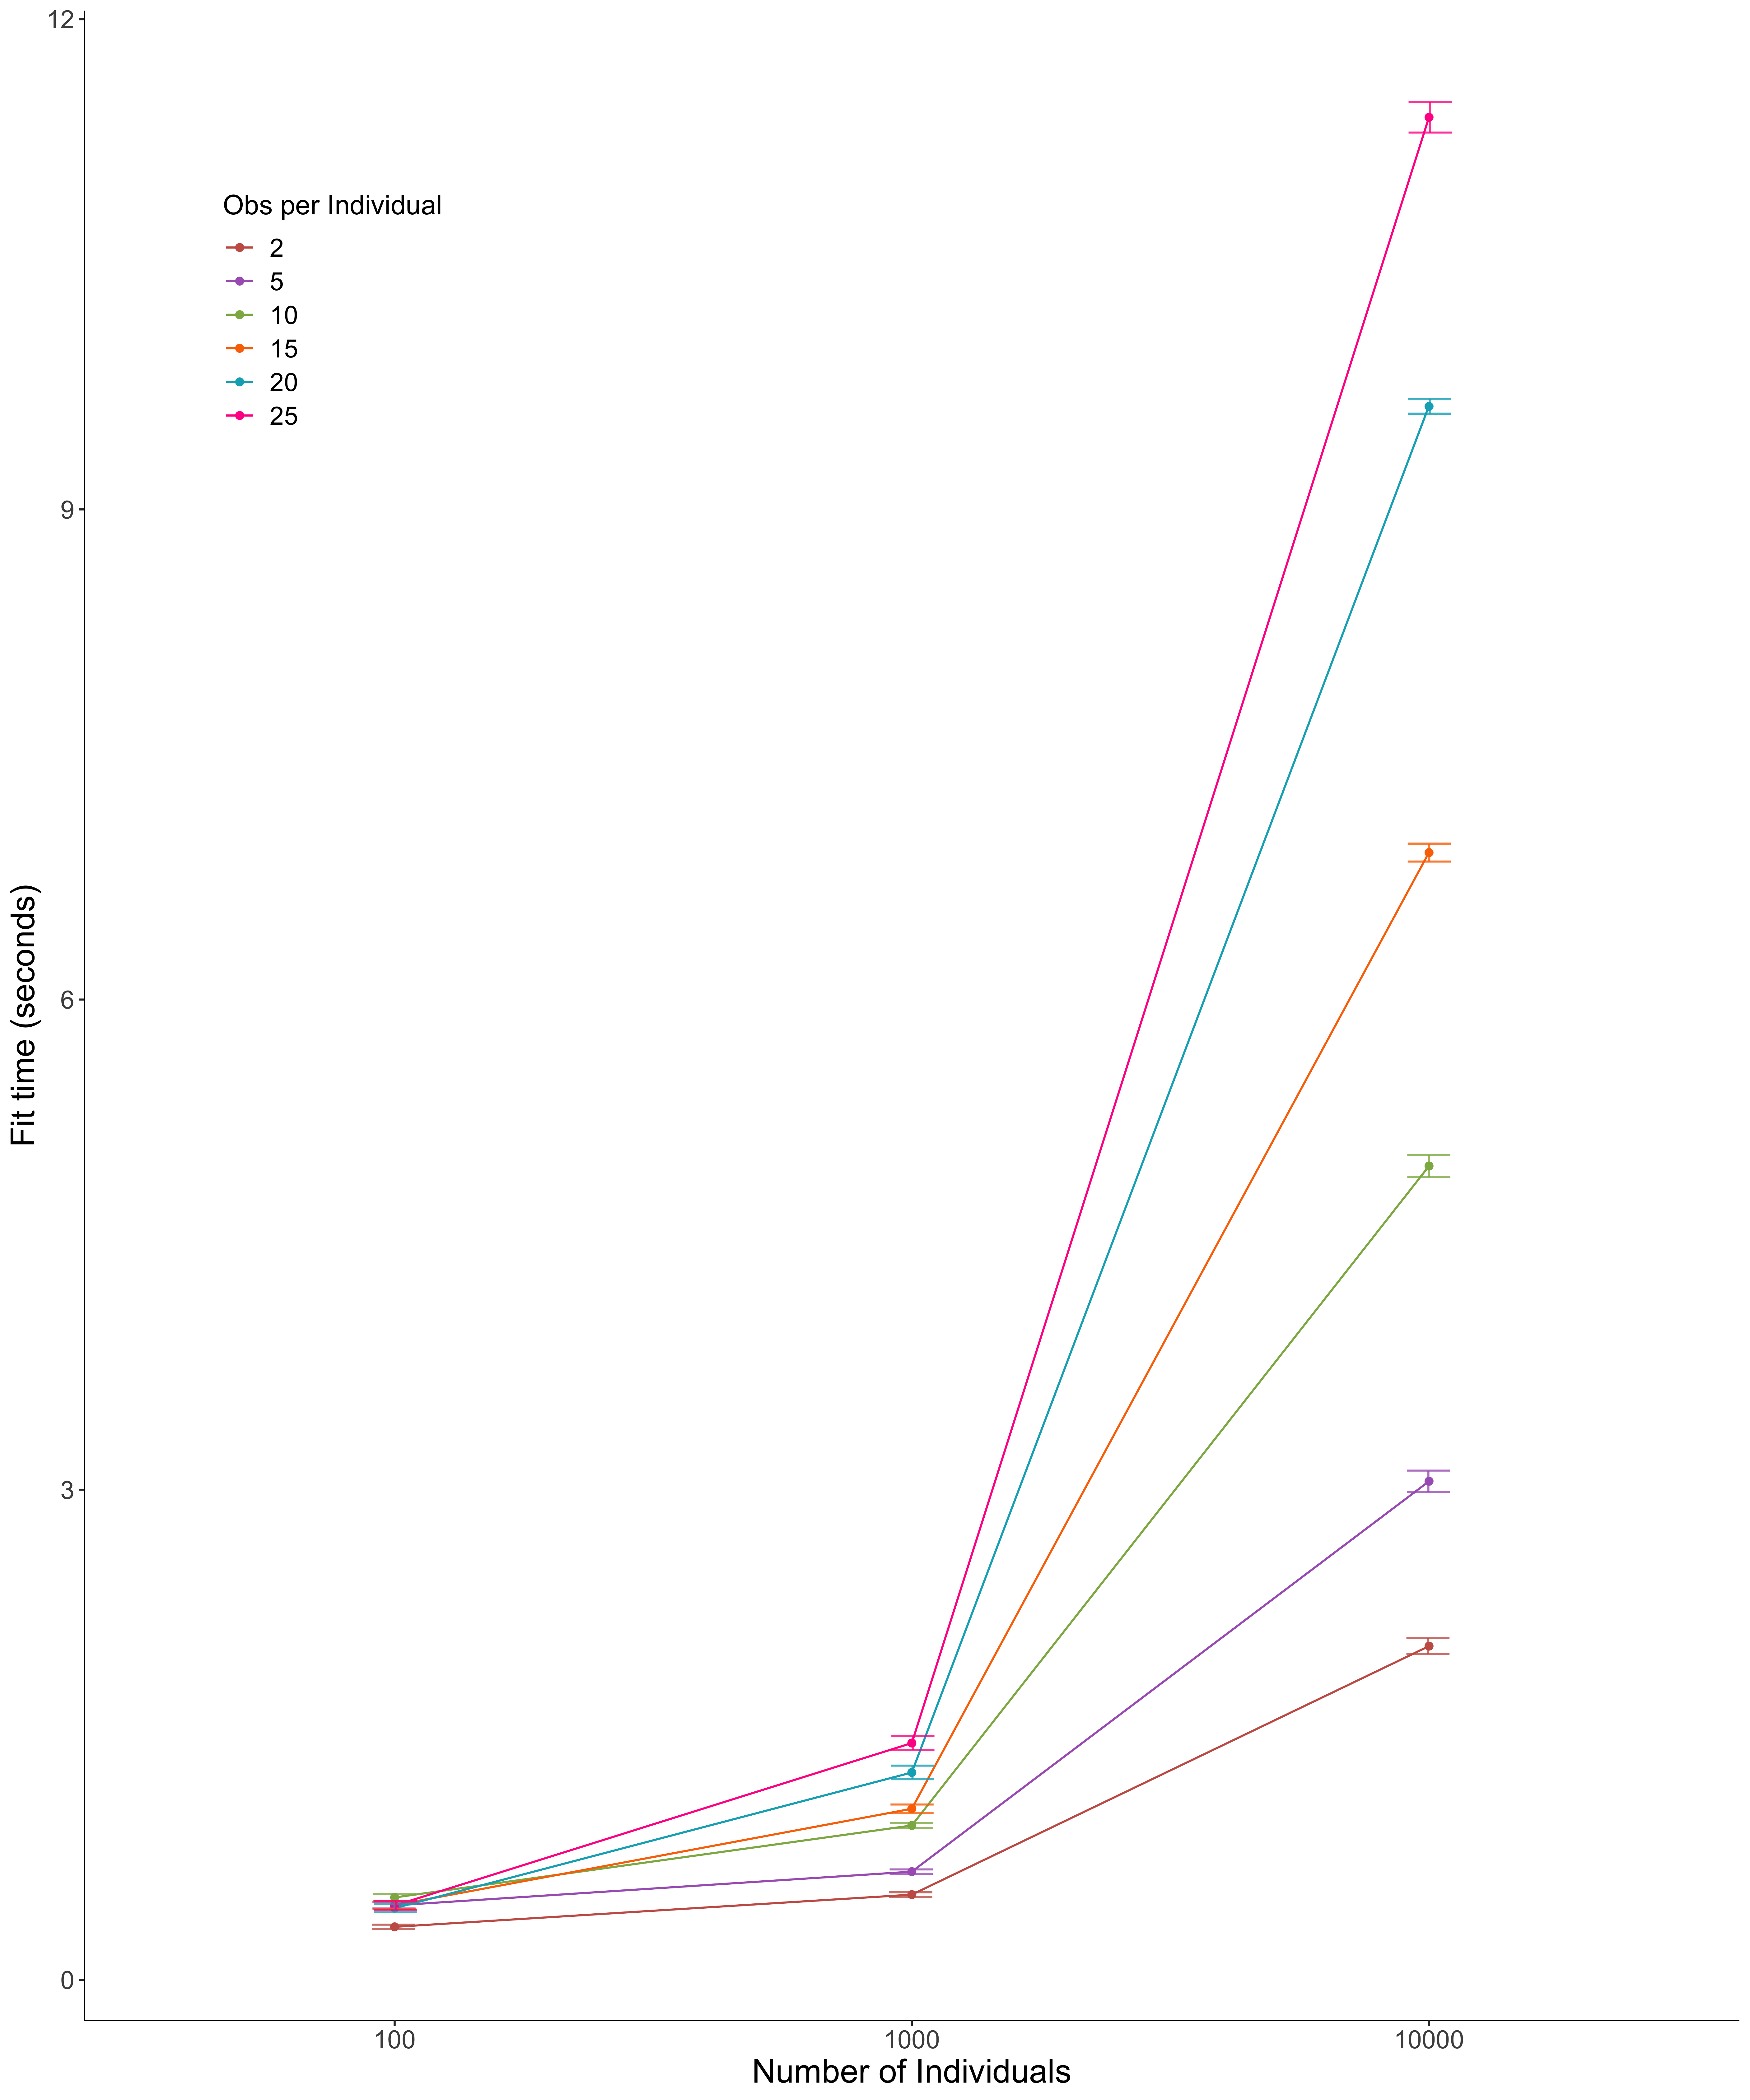 12
9
6
3
0
Fit time (seconds)
Obs per Individual
2
5
10
15
20
25
100 1000 10000
Number of Individuals